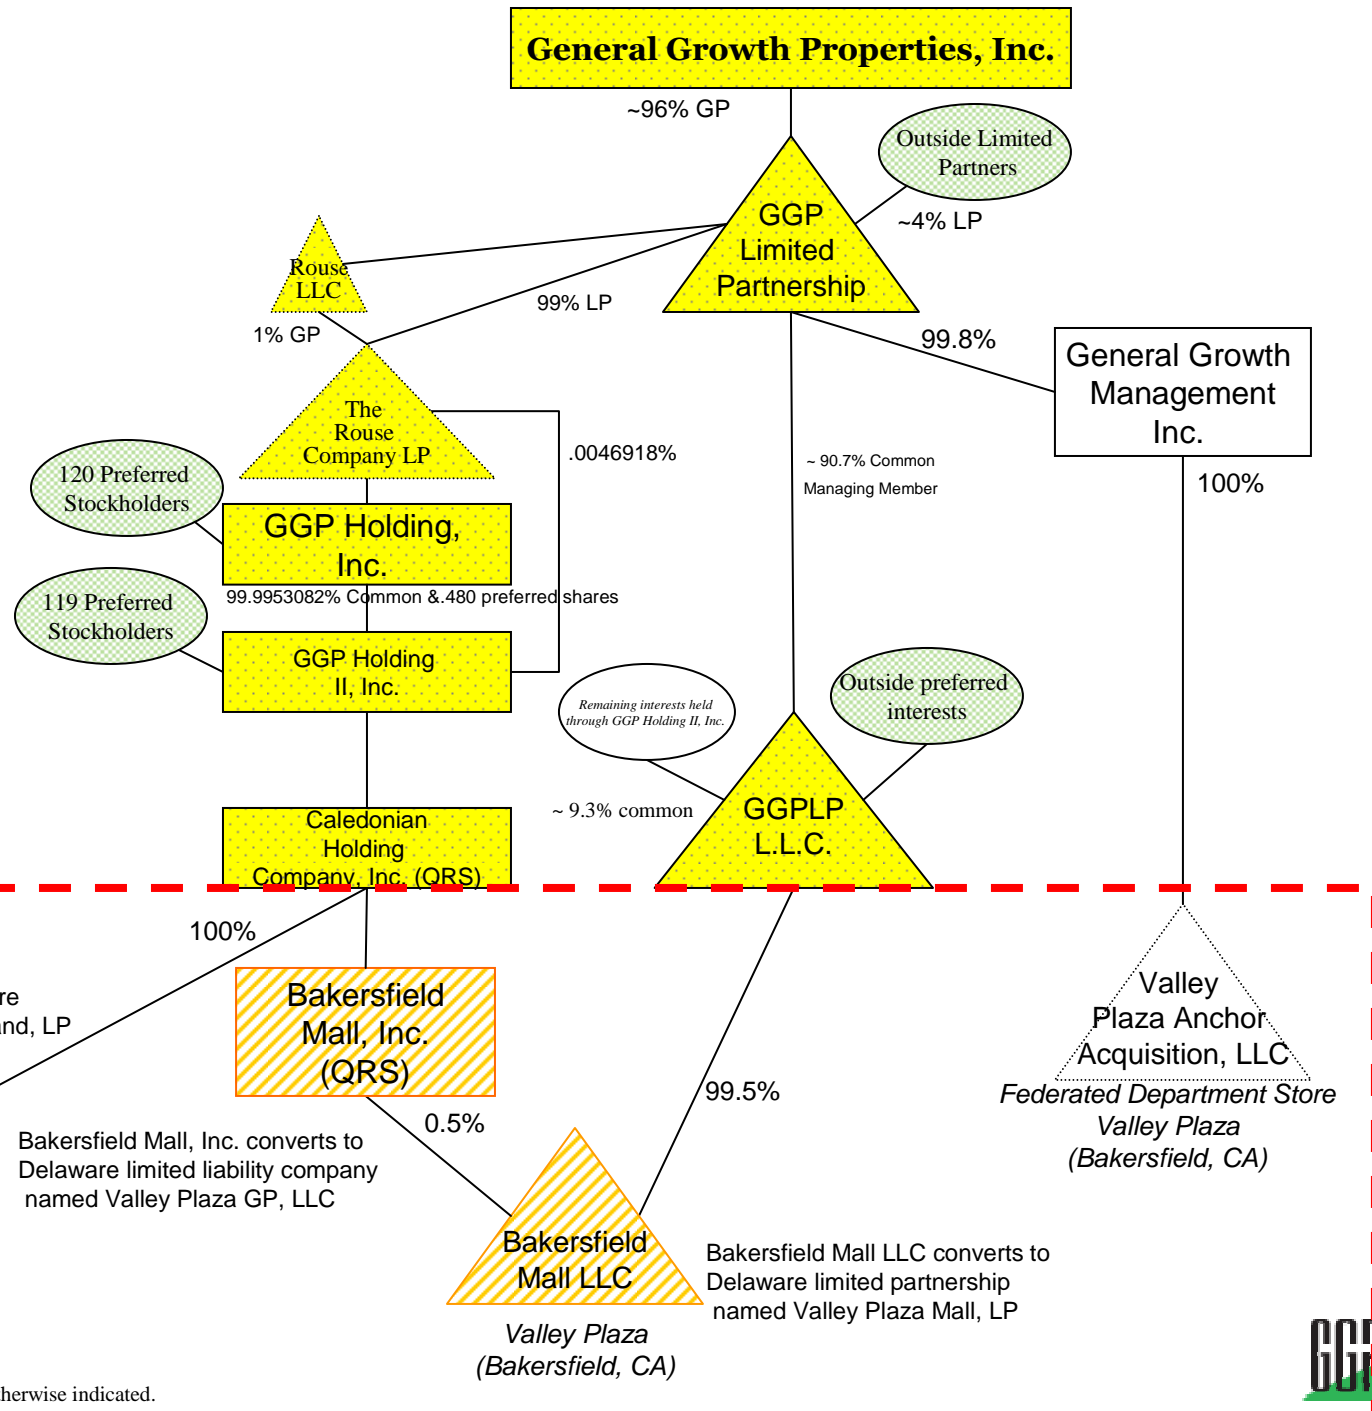 General Growth Properties, Inc.
~96% GP
Outside Limited
Partners
~4% LP
GGP
Limited
Partnership
Rouse
LLC
1% GP
99% LP
99.8%
General Growth
Management
Inc.
100%
The
Rouse
Company LP
.0046918%
~ 90.7% Common
Managing Member
120 Preferred
Stockholders
GGP Holding,
Inc.
99.9953082% Common &.480 preferred shares
119 Preferred
Stockholders
GGP Holding
II, Inc.
Remaining interests held
through GGP Holding II, Inc.
Outside preferred
interests
~ 9.3% common
GGPLP
L.L.C.
Caledonian
Holding
Company, Inc. (QRS)
100%
re
and, LP
Bakersfield
Mall, Inc.
(QRS)
Valley
Plaza Anchor
Acquisition, LLC
Federated Department Store
Valley Plaza
(Bakersfield, CA)
0.5%
99.5%
Bakersfield Mall, Inc. converts to
Delaware limited liability company
named Valley Plaza GP, LLC
Bakersfield
Mall LLC
Bakersfield Mall LLC converts to
Delaware limited partnership
named Valley Plaza Mall, LP
Valley Plaza
(Bakersfield, CA)
GGP
herwise indicated.